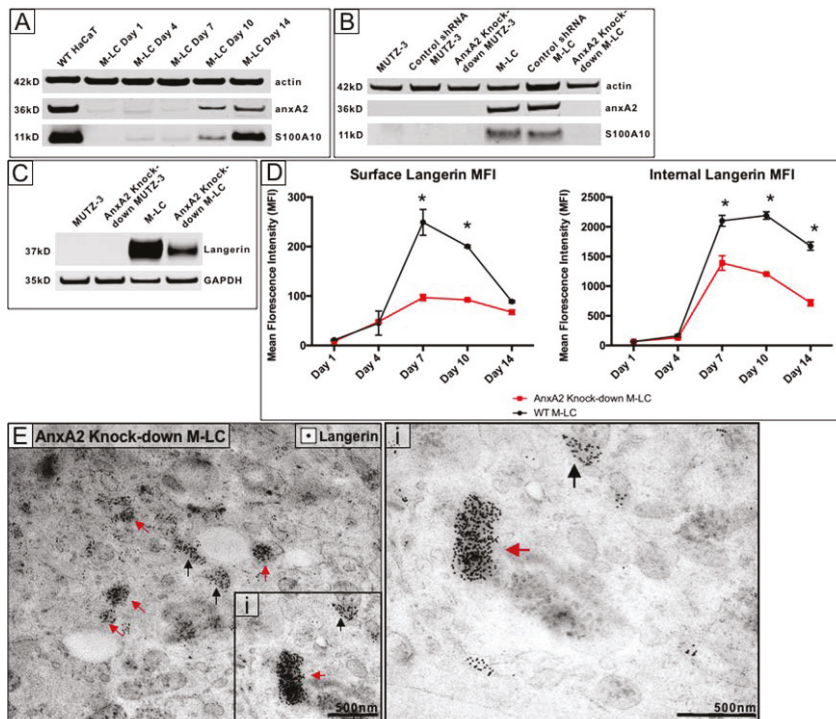 A
WT HaCaT
M-LC Day 1
M-LC Day 4
M-LC Day 7
M-LC Day 10
M-LC Day 14
42kD
actin
36kD
anxA2
11kD
S100A10
B
MUTZ-3
Control shRNA
MUTZ-3
AnxA2 Knock-
down MUTZ-3
M-LC
Control shRNA
M-LC
AnxA2 Knock-
down M-LC
42kD
actin
36kD
anxA2
11kD
S100A10
C
MUTZ-3
AnxA2 Knock-
down MUTZ-3
M-LC
AnxA2 Knock-
down M-LC
37kD
Langerin
35kD
GAPDH
D
Surface Langerin MFI
Mean Florescence Intensity (MFI)
300
200
100
0
*
*
Day 1
Day 4
Day 7
Day 10
Day 14
Internal Langerin MFI
Mean Florescence Intensity (MFI)
2500
2000
1500
1000
500
0
*
*
*
Day 1
Day 4
Day 7
Day 10
Day 14
AnxA2 Knock-down M-LC
WT M-LC
E
AnxA2 Knock-down M-LC
Langerin
i
500nm
i
500nm